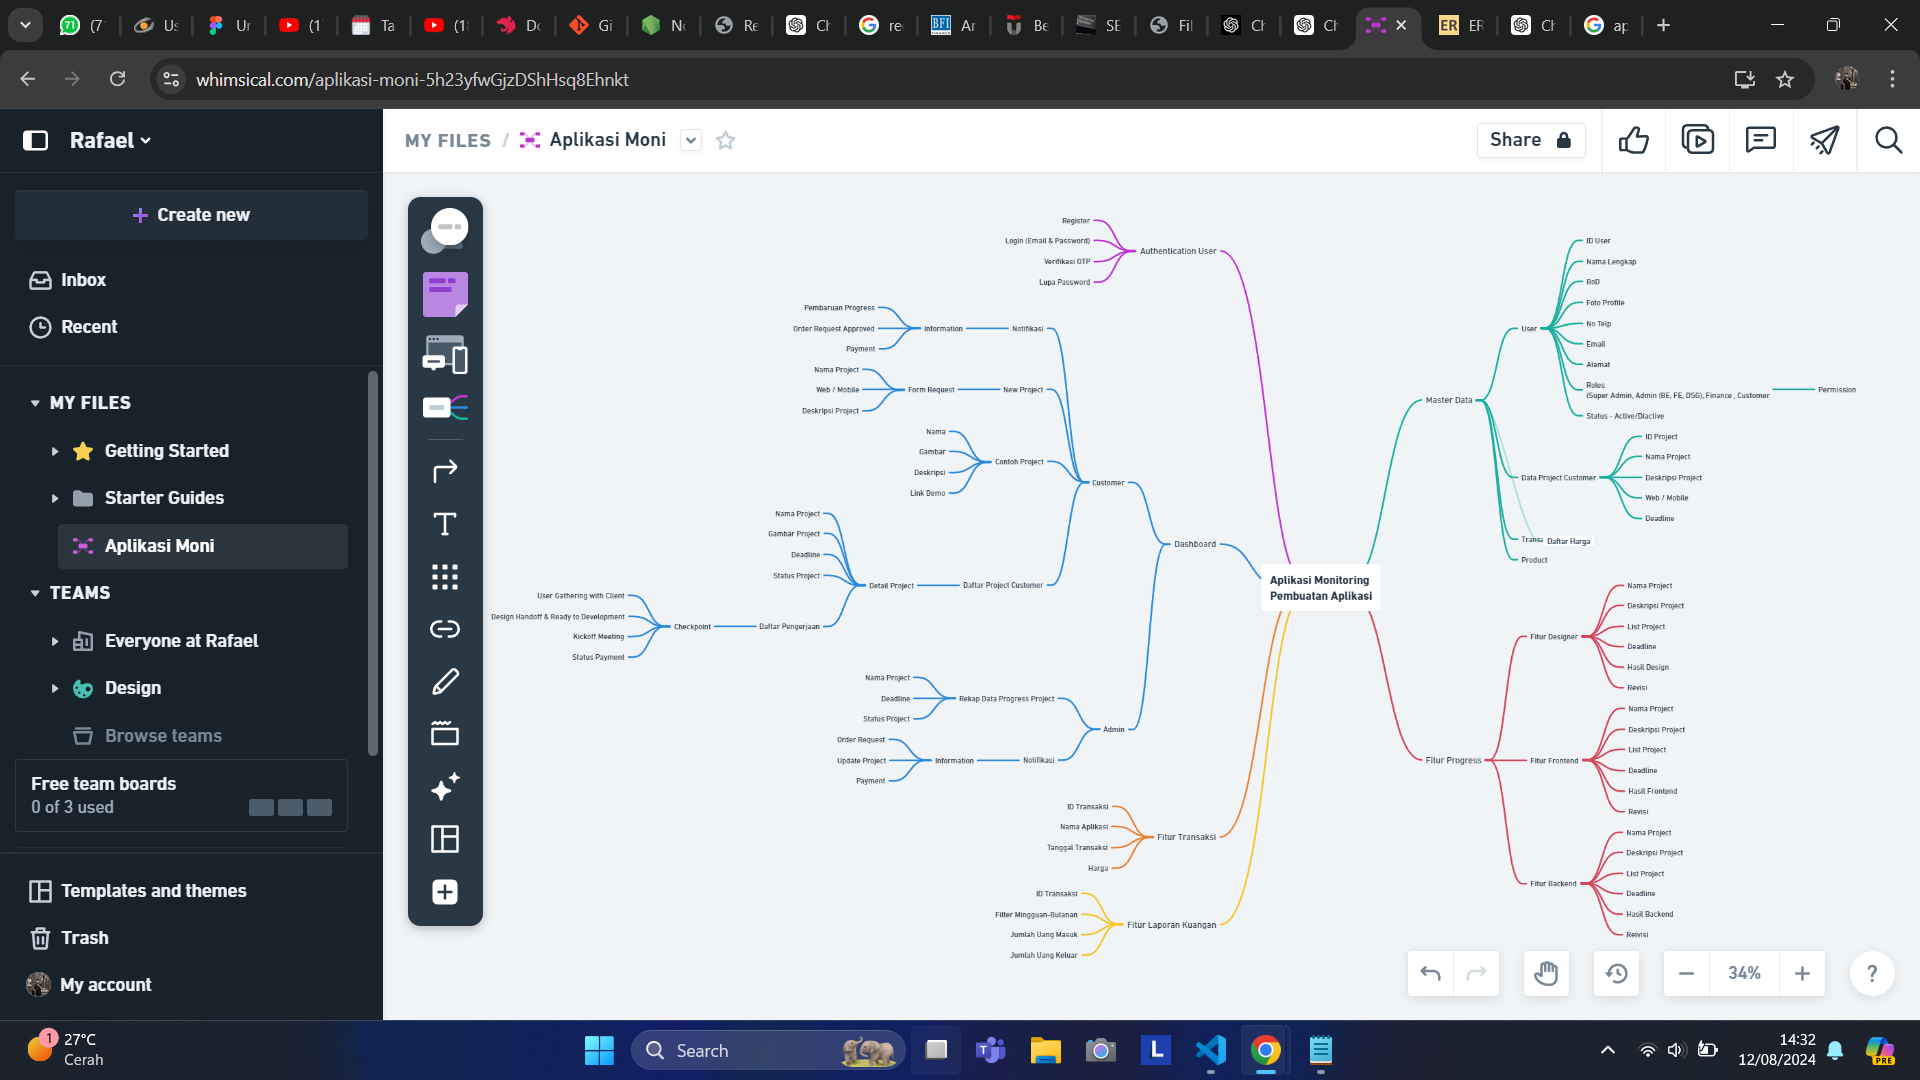 (7
Us
Ur
(1
Ta
(1
Do
Gi
No
Re
Ch
re
Ar
Be
SE
Fil
Ch
Ch
ER
Ch
ap
whimsical.com/aplikasi-moni-5h23yfwGjzDShHsq8Ehnkt
Rafael
MY FILES / Aplikasi Moni
Share
Create new
Inbox
Recent
MY FILES
Getting Started
Starter Guides
Aplikasi Moni
TEAMS
Everyone at Rafael
Design
Browse teams
Free team boards
0 of 3 used
Templates and themes
Trash
My account
Register
Login (Email & Password)
Verifikasi OTP
Lupa Password
Authentication User
Pembaruan Progress
Order Request Approved
Payment
Information
Notifikasi
Nama Project
Web / Mobile
Deskripsi Project
Form Request
New Project
Nama
Gambar
Deskripsi
Link Demo
Contoh Project
Customer
Nama Project
Gambar Project
Deadline
Status Project
Detail Project
Daftar Project Customer
User Gathering with Client
Design Handoff & Ready to Development
Kickoff Meeting
Status Payment
Checkpoint
Daftar Pengerjaan
Dashboard
Nama Project
Deadline
Status Project
Rekap Data Progress Project
Admin
Order Request
Update Project
Payment
Information
Notifikasi
ID Transaksi
Nama Aplikasi
Tanggal Transaksi
Harga
Fitur Transaksi
ID Transaksi
Filter Mingguan-Bulanan
Jumlah Uang Masuk
Jumlah Uang Keluar
Fitur Laporan Kuangan
Aplikasi Monitoring
Pembuatan Aplikasi
Master Data
User
ID User
Nama Lengkap
BoD
Foto Profile
No Telp
Email
Alamat
Roles
(Super Admin, Admin (BE, FE, DSG), Finance , Customer
Permission
Status - Active/Diactive
Data Project Customer
ID Project
Nama Project
Deskripsi Project
Web / Mobile
Deadline
Transa
Daftar Harga
Product
Fitur Progress
Fitur Designer
Nama Project
Deskripsi Project
List Project
Deadline
Hasil Design
Revisi
Fitur Frontend
Nama Project
Deskripsi Project
List Project
Deadline
Hasil Frontend
Revisi
Fitur Backend
Nama Project
Deskripsi Project
List Project
Deadline
Hasil Backend
Reivisi
34%
?
1
27°C
Cerah
Search
L
PRE
14:32
12/08/2024